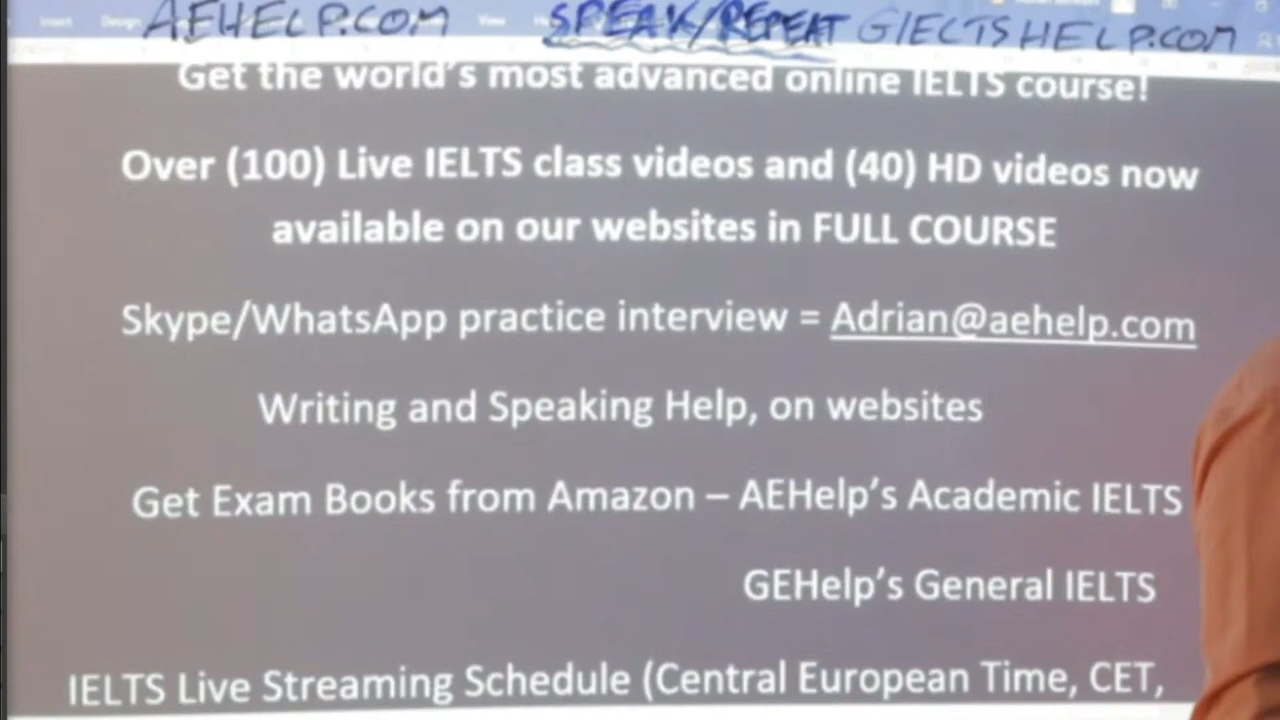 AEHELP.COM SPEAK/REPEAT GIELTSHELP.COM
Get the world's most advanced online IELTS course!
Over (100) Live IELTS class videos and (40) HD videos now
available on our websites in FULL COURSE
Skype/WhatsApp practice interview = Adrian@aehelp.com
Writing and Speaking Help, on websites
Get Exam Books from Amazon – AEHelp's Academic IELTS
GEHelp's General IELTS
IELTS Live Streaming Schedule (Central European Time, CET,